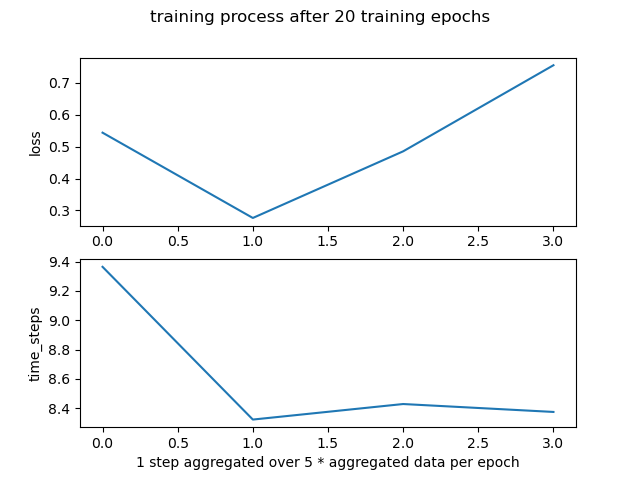 training process after 20 training epochs
0.7
0.6
0.5
0.4
0.3
loss
0.0 0.5 1.0 1.5 2.0 2.5 3.0
9.4
9.2
9.0
8.8
8.6
8.4
time_steps
0.0 0.5 1.0 1.5 2.0 2.5 3.0
1 step aggregated over 5 * aggregated data per epoch